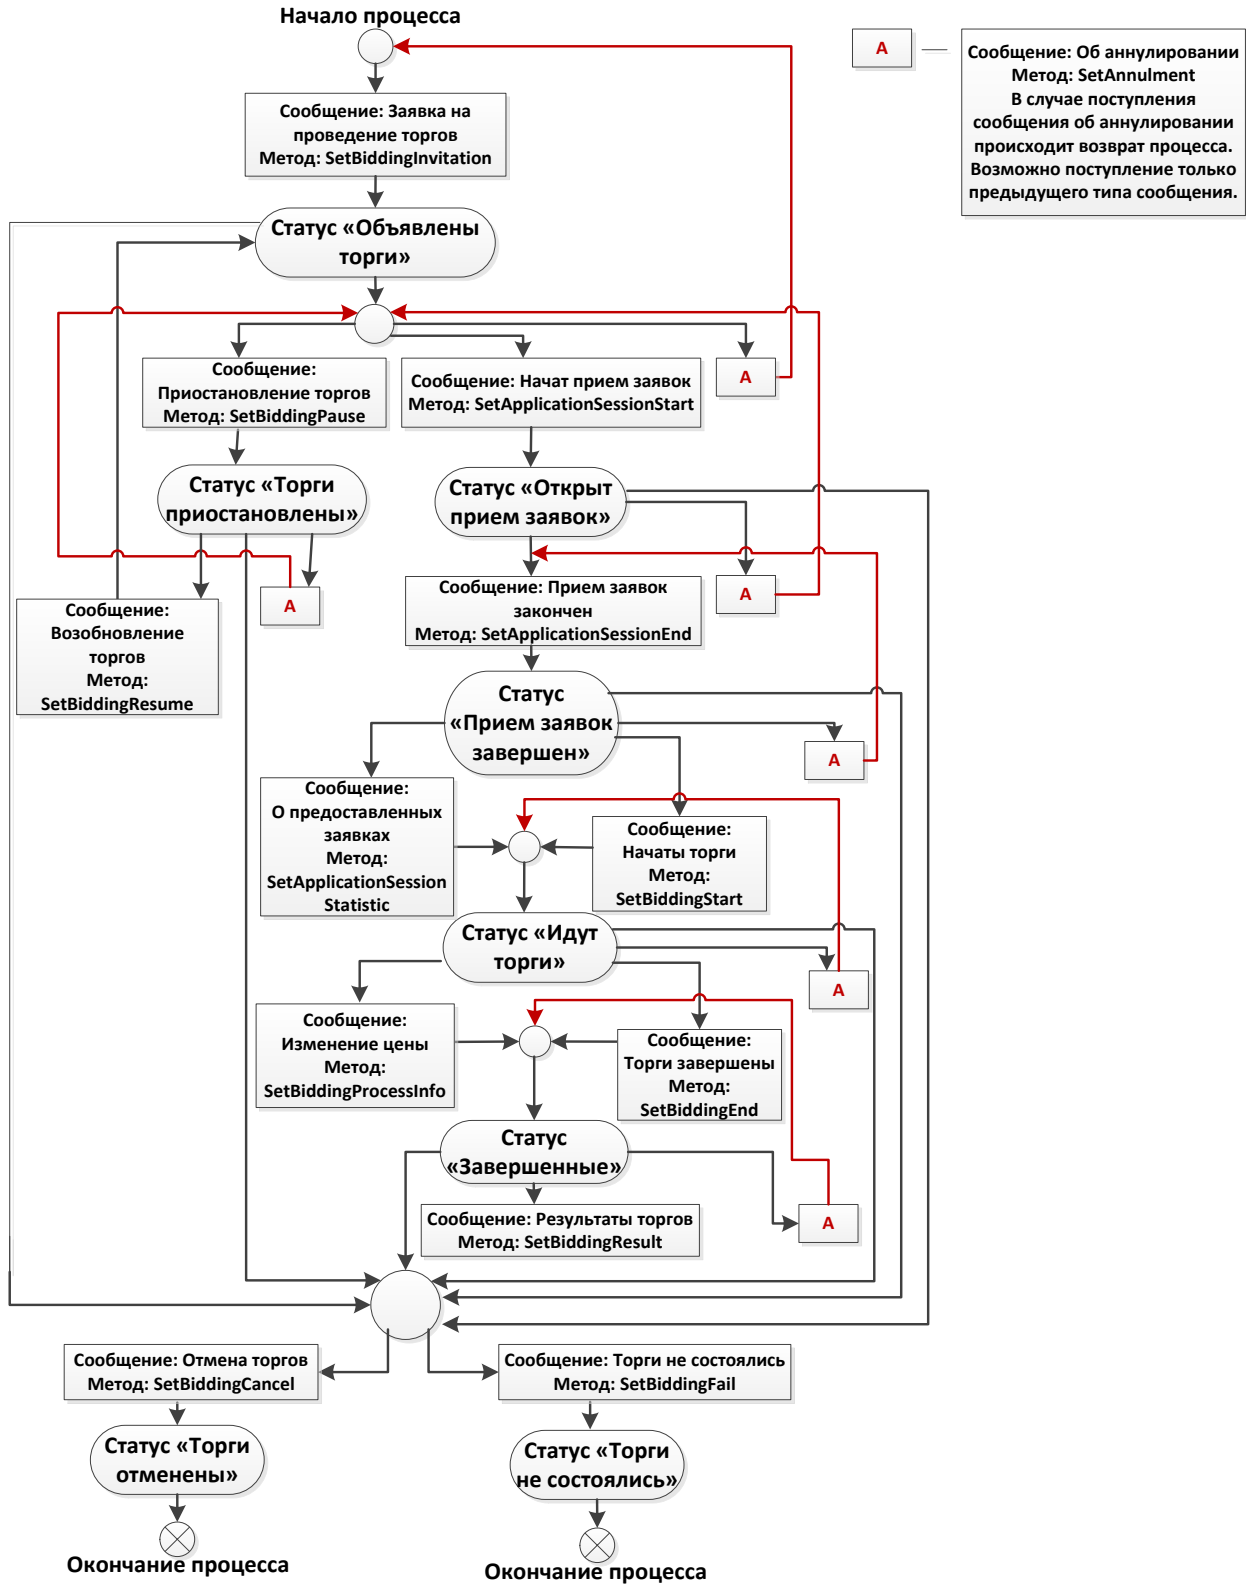 Начало процесса
А
Сообщение: Об аннулировании
Метод: SetAnnulment
В случае поступления
сообщения об аннулировании
происходит возврат процесса.
Возможно поступление только
предыдущего типа сообщения.
Сообщение: Заявка на
проведение торгов
Метод: SetBiddingInvitation
Статус «Объявлены
торги»
Сообщение:
Приостановление торгов
Метод: SetBiddingPause
Сообщение: Начат прием заявок
Метод: SetApplicationSessionStart
А
Статус «Торги
приостановлены»
Статус «Открыт
прием заявок»
Сообщение:
Возобновление
торгов
Метод:
SetBiddingResume
А
Сообщение: Прием заявок
закончен
Метод: SetApplicationSessionEnd
А
Статус
«Прием заявок
завершен»
А
Сообщение:
О предоставленных
заявках
Метод:
SetApplicationSession
Statistic
Сообщение:
Начаты торги
Метод:
SetBiddingStart
Статус «Идут
торги»
А
Сообщение:
Изменение цены
Метод:
SetBiddingProcessInfo
Сообщение:
Торги завершены
Метод:
SetBiddingEnd
Статус
«Завершенные»
Сообщение: Результаты торгов
Метод: SetBiddingResult
А
Сообщение: Отмена торгов
Метод: SetBiddingCancel
Сообщение: Торги не состоялись
Метод: SetBiddingFail
Статус «Торги
отменены»
Статус «Торги
не состоялись»
Окончание процесса
Окончание процесса